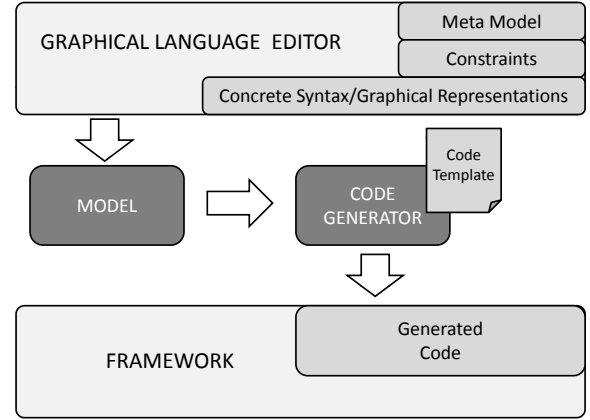 GRAPHICAL LANGUAGE EDITOR
Meta Model
Constraints
Concrete Syntax/Graphical Representations
MODEL
CODE
GENERATOR
Code
Template
FRAMEWORK
Generated
Code